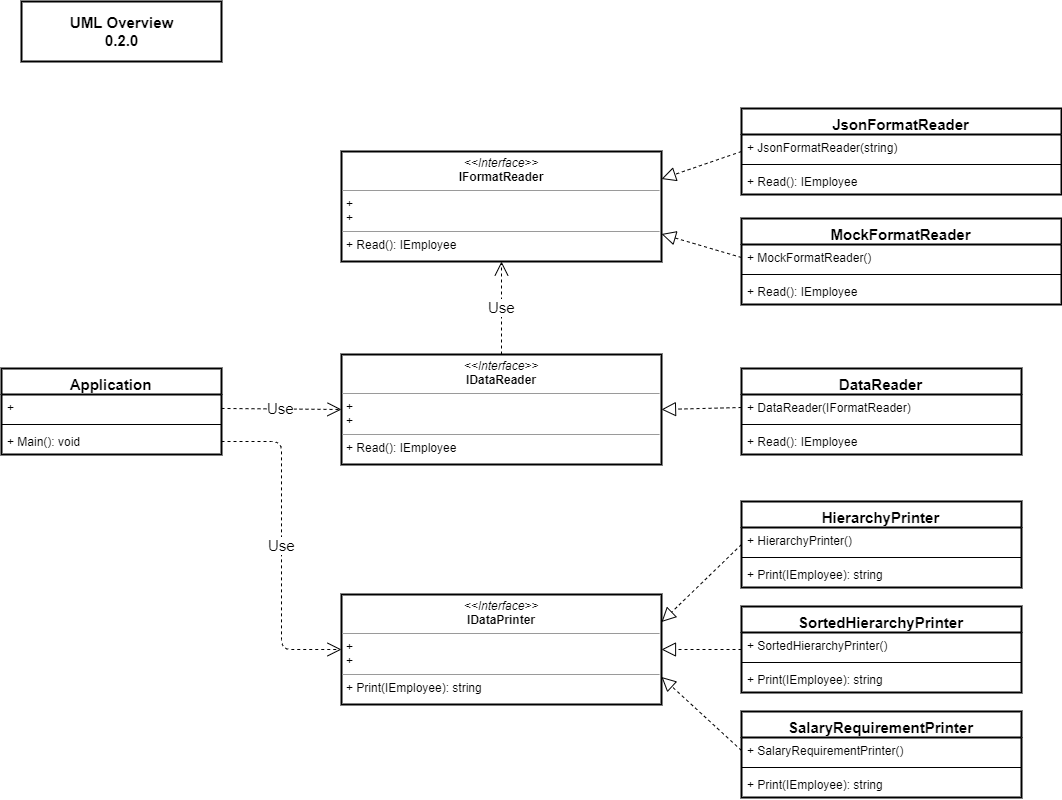 UML Overview
0.2.0
JsonFormatReader
+ JsonFormatReader(string)
+ Read(): IEmployee
<<Interface>>
IFormatReader
+
+
+ Read(): IEmployee
MockFormatReader
+ MockFormatReader()
+ Read(): IEmployee
Use
<<Interface>>
IDataReader
+
+
+ Read(): IEmployee
Application
+
+ Main(): void
Use
DataReader
+ DataReader(IFormatReader)
+ Read(): IEmployee
Use
HierarchyPrinter
+ HierarchyPrinter()
+ Print(IEmployee): string
<<Interface>>
IDataPrinter
+
+
+ Print(IEmployee): string
SortedHierarchyPrinter
+ SortedHierarchyPrinter()
+ Print(IEmployee): string
SalaryRequirementPrinter
+ SalaryRequirementPrinter()
+ Print(IEmployee): string